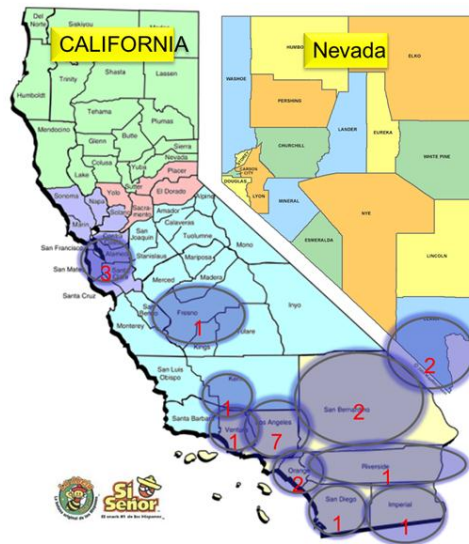 CALIFORNIA
Nevada
Del Norte
Siskiyou
Modoc
Trinity
Shasta
Lassen
Humboldt
Tehama
Plumas
Mendocino
Glenn
Butte
Sierra
Colusa
Yuba
Nevada
Lake
Sutter
Placer
Sonoma
Napa
Yolo
El Dorado
Sacramento
Alpine
Marin
Solano
Amador
Calaveras
San Francisco
San Joaquin
Tuolumne
Mono
San Mateo
Stanislaus
Mariposa
Santa Cruz
Merced
Madera
3
Fresno
1
Inyo
Monterey
Kings
Tulare
San Luis Obispo
Kern
1
Santa Barbara
Ventura
1
Los Angeles
7
San Bernardino
2
Orange
2
Riverside
1
San Diego
1
Imperial
1
WASHOE
HUMBOLDT
ELKO
PERSHING
LANDER
EUREKA
CHURCHILL
WHITE PINE
CARSON CITY
DOUGLAS
LYON
MINERAL
NYE
ESMERALDA
LINCOLN
CLARK
2
Si
Señor